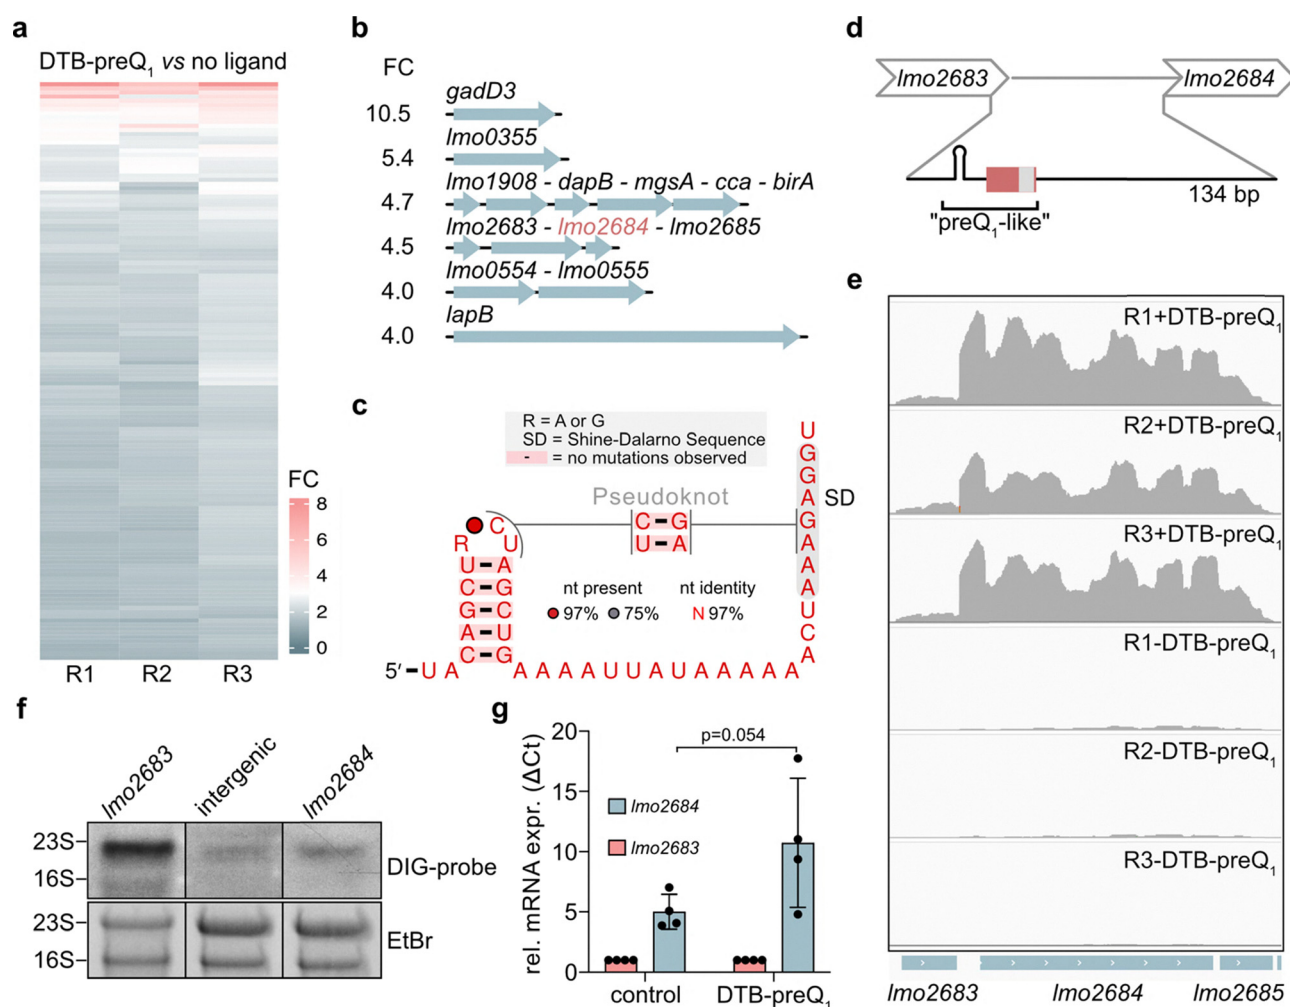 a
DTB-preQ1 vs no ligand
FC
8
6
4
2
0
R1 R2 R3
b
FC
gadD3
10.5
lmo0355
5.4
lmo1908 - dapB - mgsA - cca - birA
4.7
lmo2683 - lmo2684 - lmo2685
4.5
lmo0554 - lmo0555
4.0
lapB
4.0
c
R = A or G
SD = Shine-Dalarno Sequence
- = no mutations observed
Pseudoknot
SD
U
G
G
A
G
A
A
A
U
C
A
C - G
U - A
C
R U
U - A
C - G
G - C
A - U
C - G
nt present nt identity
97% 75% N 97%
5′ - U A A A A A U U A U A A A A A
d
lmo2683 lmo2684
134 bp
"preQ1-like"
e
R1+DTB-preQ1
R2+DTB-preQ1
R3+DTB-preQ1
R1-DTB-preQ1
R2-DTB-preQ1
R3-DTB-preQ1
lmo2683 lmo2684 lmo2685
f
lmo2683 intergenic lmo2684
23S
16S
DIG-probe
23S
16S
EtBr
g
rel. mRNA expr. (ΔCt)
20
15
10
5
0
p=0.054
lmo2684
lmo2683
control DTB-preQ1